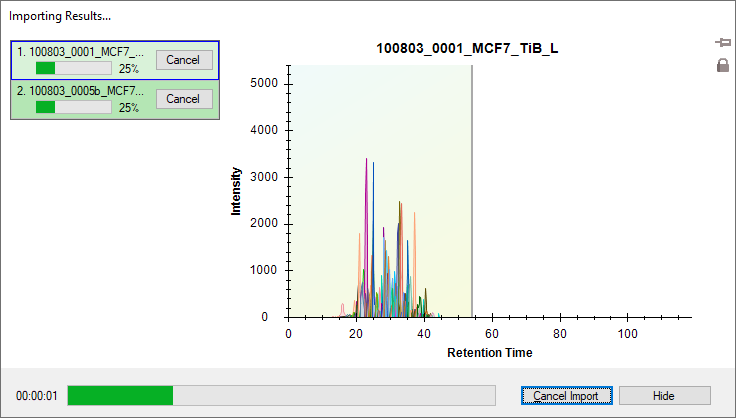 Importing Results...
1. 100803_0001_MCF7_...
25%
Cancel
2. 100803_0005b_MCF7...
25%
Cancel
100803_0001_MCF7_TiB_L
Intensity
5000
4000
3000
2000
1000
0
0 20 40 60 80 100
Retention Time
00:00:01
Cancel Import
Hide